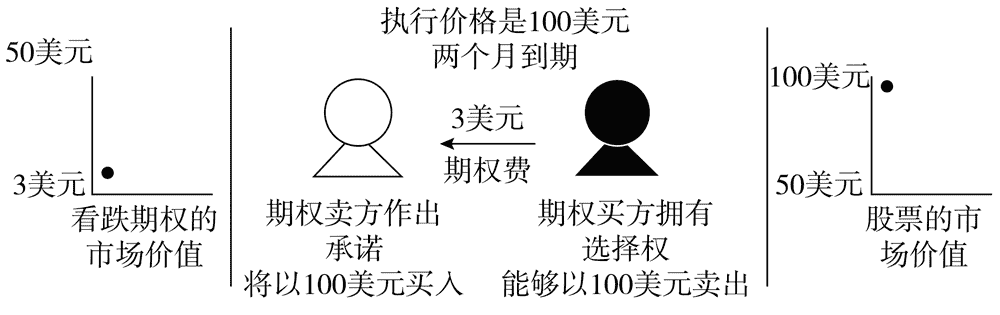 执行价格是100美元
两个月到期
50美元
3美元
看跌期权的
市场价值
3美元
期权费
期权卖方作出
承诺
将以100美元买入
期权买方拥有
选择权
能够以100美元卖出
100美元
50美元
股票的市
场价值